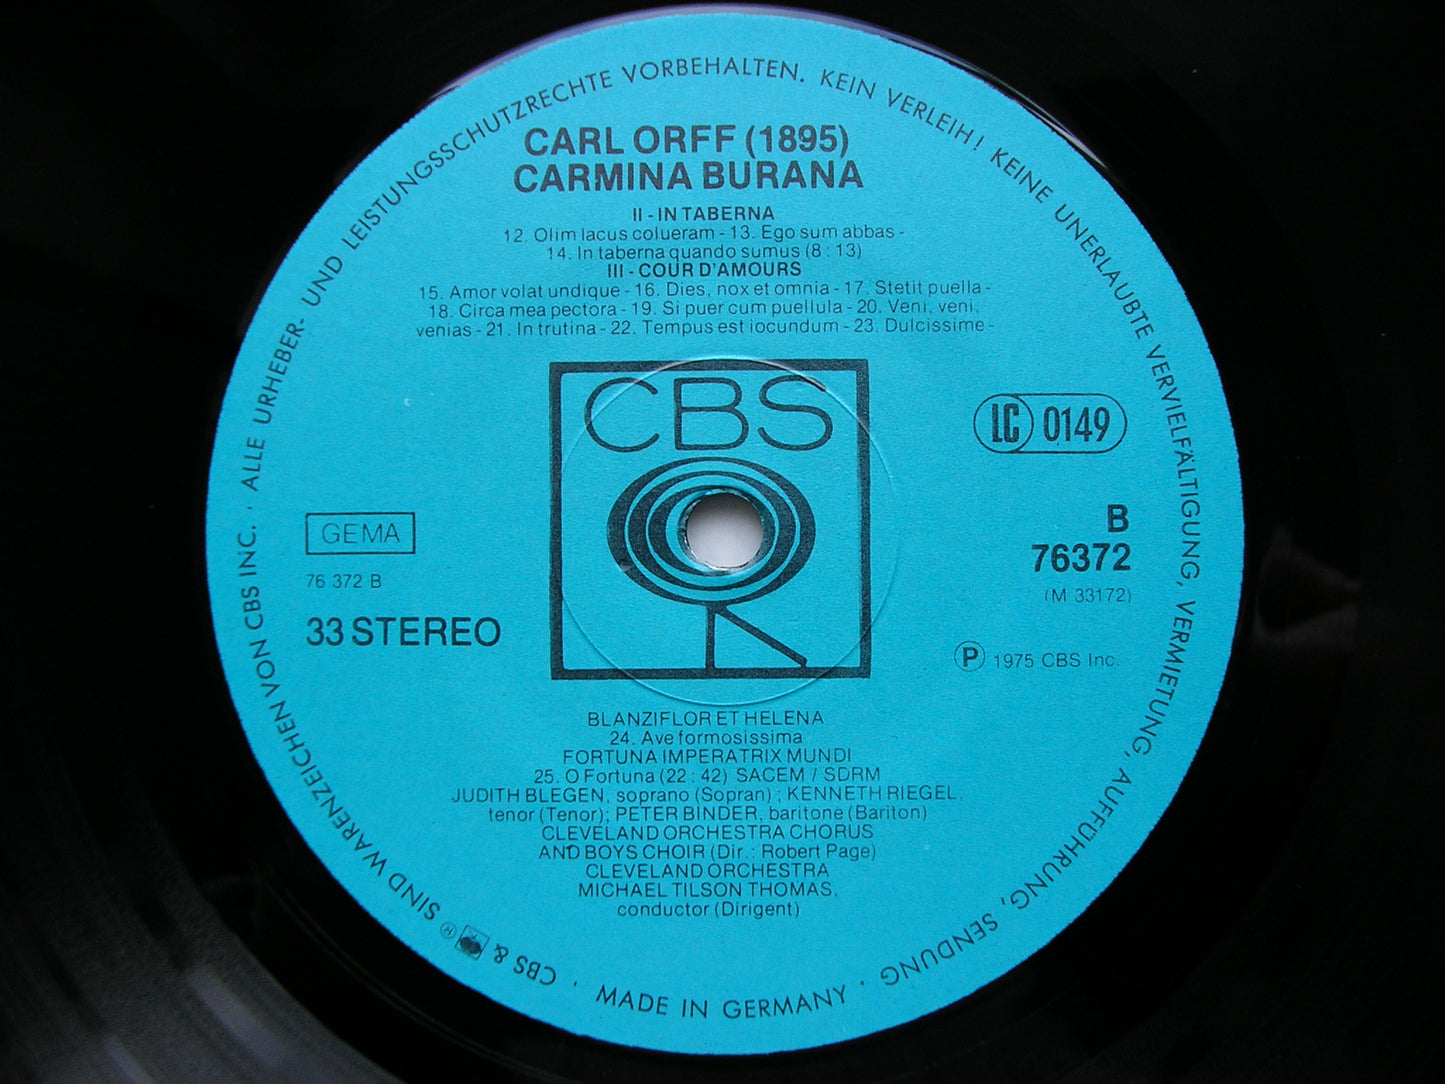 CARL ORFF (1895)
CARMINA BURANA
II - IN TABERNA
12. Olim lacus colueram - 13. Ego sum abbas -
14. In taberna quando sumus (8 : 13)
III - COUR D'AMOURS
15. Amor volat undique - 16. Dies, nox et omnia - 17. Stetit puella -
18. Circa mea pectora - 19. Si puer cum puellula - 20. Veni, veni,
venias - 21. In trutina - 22. Tempus est iocundum - 23. Dulcissime -
CBS
LC 0149
GEMA
76 372 B
33 STEREO
B
76372
(M 33172)
P 1975 CBS Inc.
BLANZIFLOR ET HELENA
24. Ave formosissima
FORTUNA IMPERATRIX MUNDI
25. O Fortuna (22 : 42) SACEM / SDRM
JUDITH BLEGEN, soprano (Sopran) ; KENNETH RIEGEL,
tenor (Tenor); PETER BINDER, baritone (Bariton)
CLEVELAND ORCHESTRA CHORUS
AND BOYS CHOIR (Dir.: Robert Page)
CLEVELAND ORCHESTRA
MICHAEL TILSON THOMAS,
conductor (Dirigent)
CBS & ® SIND WARENZEICHEN VON CBS INC. · ALLE URHEBER- UND LEISTUNGSSCHUTZRECHTE VORBEHALTEN. KEIN VERLEIH! KEINE UNERLAUBTE VERVIELFÄLTIGUNG, VERMIETUNG, AUFFÜHRUNG, SENDUNG · MADE IN GERMANY ·